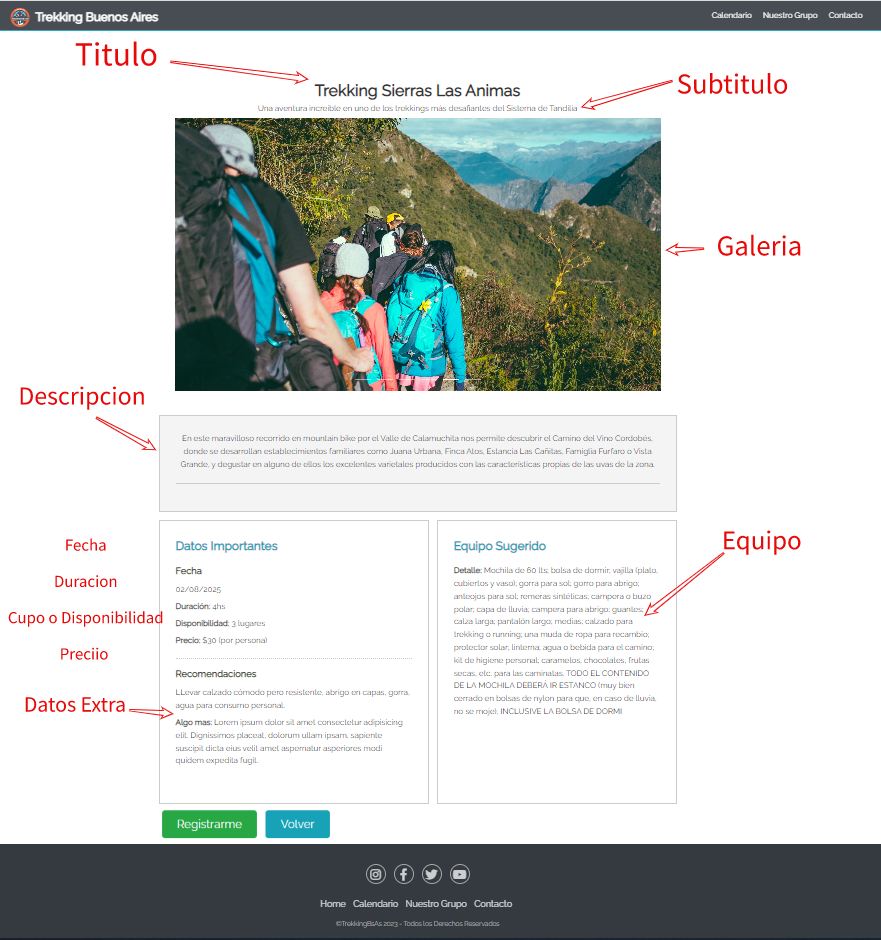 Trekking Buenos Aires
Calendario Nuestro Grupo Contacto
Titulo
Trekking Sierras Las Animas
Subtitulo
Una aventura increible en uno de los trekkings más desafiantes del Sistema de Tandilia
Galeria
Descripcion
En este maravilloso recorrido en mountain bike por el Valle de Calamuchita nos permite descubrir el Camino del Vino Cordobés,
donde se desarrollan establecimientos familiares como Juana Urbana, Finca Atos, Estancia Las Cañitas, Famiglia Furfaro o Vista
Grande, y degustar en alguno de ellos los excelentes varietales producidos con las características propias de las uvas de la zona.
Fecha
Duracion
Cupo o Disponibilidad
Preciio
Datos Extra
Datos Importantes
Fecha
02/08/2025
Duración: 4hs
Disponibilidad: 3 lugares
Precio: $30 (por persona)
Recomendaciones
LLevar calzado cómodo pero resistente, abrigo en capas, gorra,
agua para consumo personal.
Algo mas: Lorem ipsum dolor sit amet consectetur adipisicing
elit. Dignissimos placeat, dolorum ullam ipsam, sapiente
suscipit dicta eius velit amet aspernatur asperiores modi
quidem expedita fugit.
Equipo
Equipo Sugerido
Detalle: Mochila de 60 lts; bolsa de dormir, vajilla (plato,
cubiertos y vaso); gorra para sol; gorro para abrigo;
anteojos para sol; remeras sintéticas; campera o buzo
polar; capa de lluvia; campera para abrigo; guantes;
calza larga; pantalón largo; medias; calzado para
trekking o running; una muda de ropa para recambio;
protector solar; linterna; agua o bebida para el camino,
kit de higiene personal; caramelos, chocolates, frutas
secas, etc. para las caminatas. TODO EL CONTENIDO
DE LA MOCHILA DEBERÁ IR ESTANCO (muy bien
cerrado en bolsas de nylon para que, en caso de lluvia,
no se moje), INCLUSIVE LA BOLSA DE DORMI
Registrarme
Volver
Home Calendario Nuestro Grupo Contacto
©TrekkingBsAs 2023 - Todos los Derechos Reservados